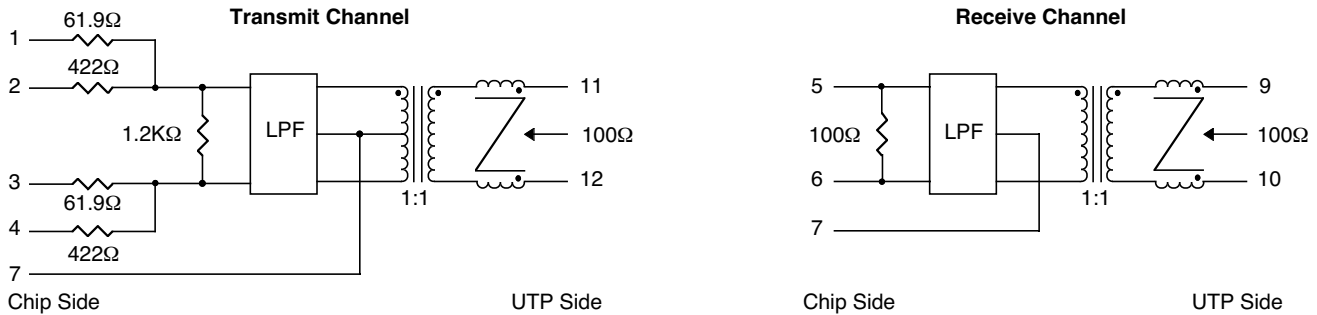 Transmit Channel
61.9Ω
1
422Ω
2
1.2KΩ
LPF
3
61.9Ω
4
422Ω
7
1:1
11
100Ω
12
Chip Side
UTP Side
Receive Channel
5
100Ω
6
7
LPF
1:1
9
100Ω
10
Chip Side
UTP Side